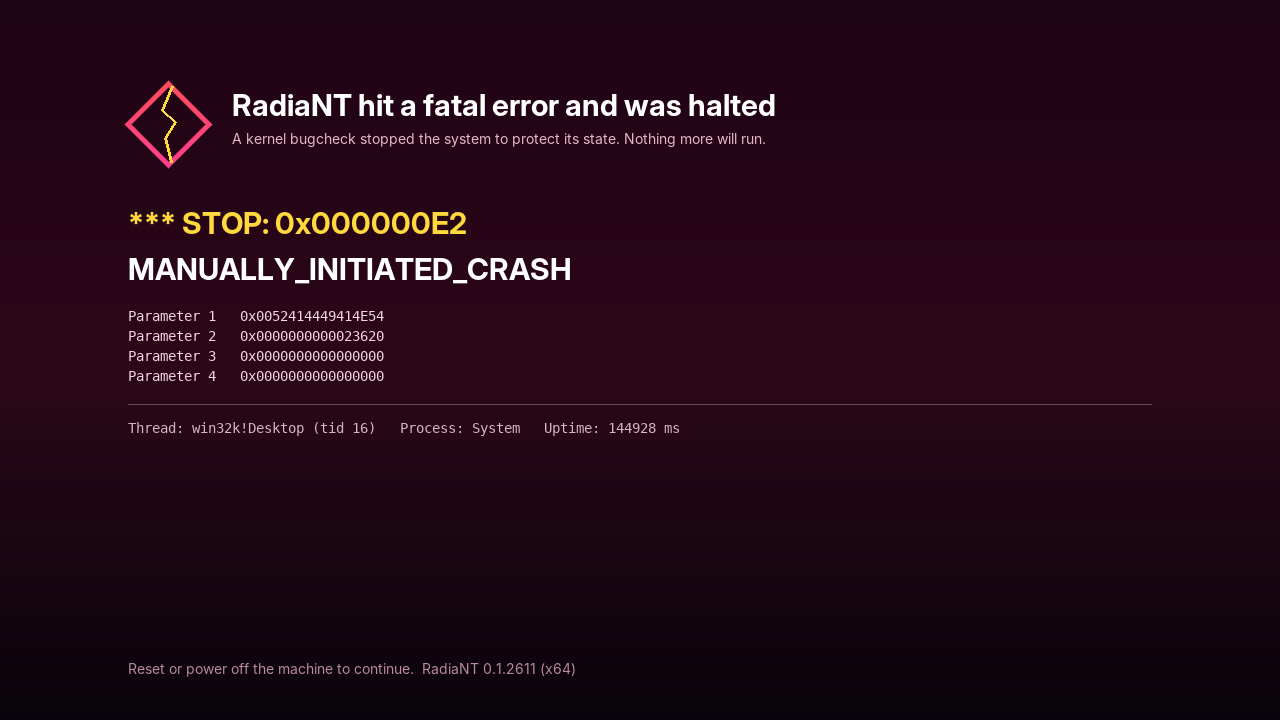 RadiaNT hit a fatal error and was halted
A kernel bugcheck stopped the system to protect its state. Nothing more will run.
*** STOP: 0x000000E2
MANUALLY_INITIATED_CRASH
Parameter 1   0x0052414449414E54
Parameter 2   0x0000000000023620
Parameter 3   0x0000000000000000
Parameter 4   0x0000000000000000
Thread: win32k!Desktop (tid 16)   Process: System   Uptime: 144928 ms
Reset or power off the machine to continue.  RadiaNT 0.1.2611 (x64)